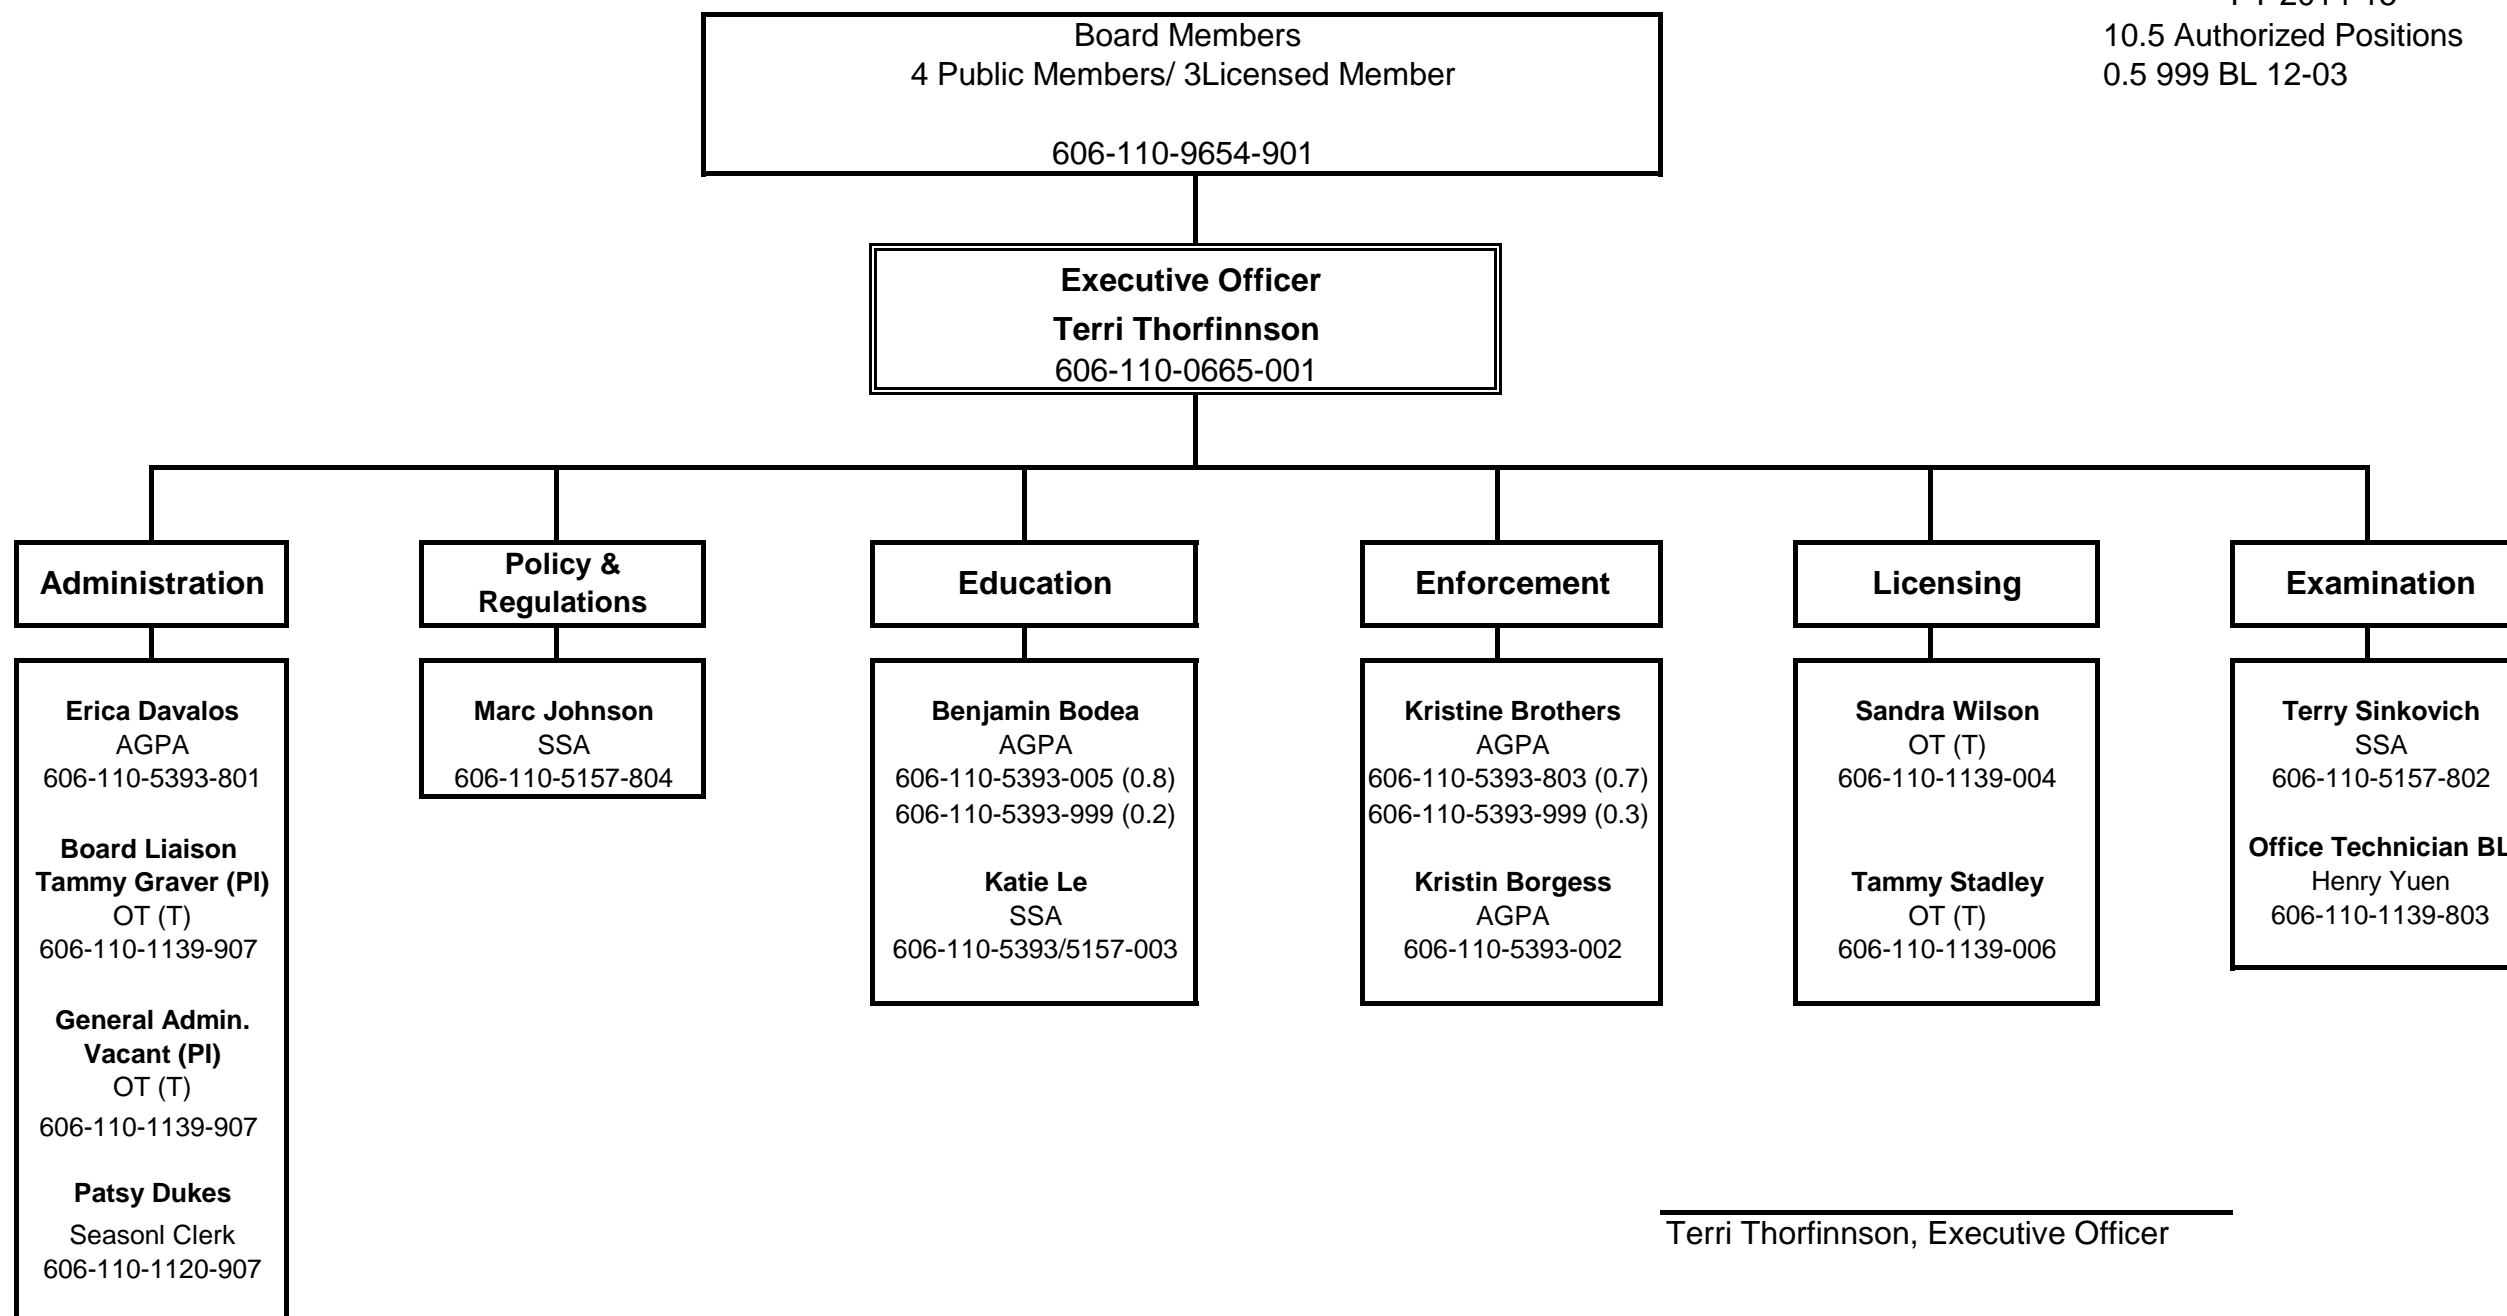 10.5 Authorized Positions
0.5 999 BL 12-03
Board Members
4 Public Members/ 3Licensed Member
606-110-9654-901
Executive Officer
Terri Thorfinnson
606-110-0665-001
Administration
Policy &
Regulations
Education
Enforcement
Licensing
Examination
Erica Davalos
AGPA
606-110-5393-801
Board Liaison
Tammy Graver (PI)
OT (T)
606-110-1139-907
General Admin.
Vacant (PI)
OT (T)
606-110-1139-907
Patsy Dukes
Seasonl Clerk
606-110-1120-907
Marc Johnson
SSA
606-110-5157-804
Benjamin Bodea
AGPA
606-110-5393-005 (0.8)
606-110-5393-999 (0.2)
Katie Le
SSA
606-110-5393/5157-003
Kristine Brothers
AGPA
606-110-5393-803 (0.7)
606-110-5393-999 (0.3)
Kristin Borgess
AGPA
606-110-5393-002
Sandra Wilson
OT (T)
606-110-1139-004
Tammy Stadley
OT (T)
606-110-1139-006
Terry Sinkovich
SSA
606-110-5157-802
Office Technician BL
Henry Yuen
606-110-1139-803
Terri Thorfinnson, Executive Officer